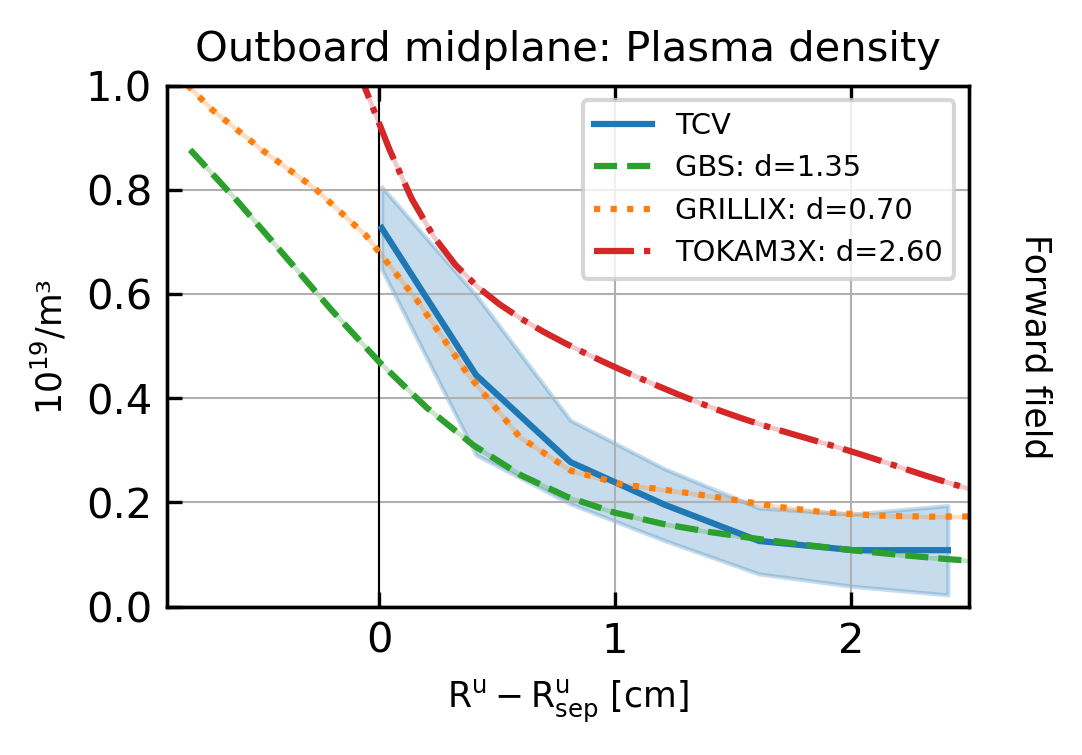 Outboard midplane: Plasma density
1.0
0.8
0.6
0.4
0.2
0.0
10¹⁹/m³
TCV
GBS: d=1.35
GRILLIX: d=0.70
TOKAM3X: d=2.60
Forward field
0 1 2
Rᵘ − Rᵘsep [cm]